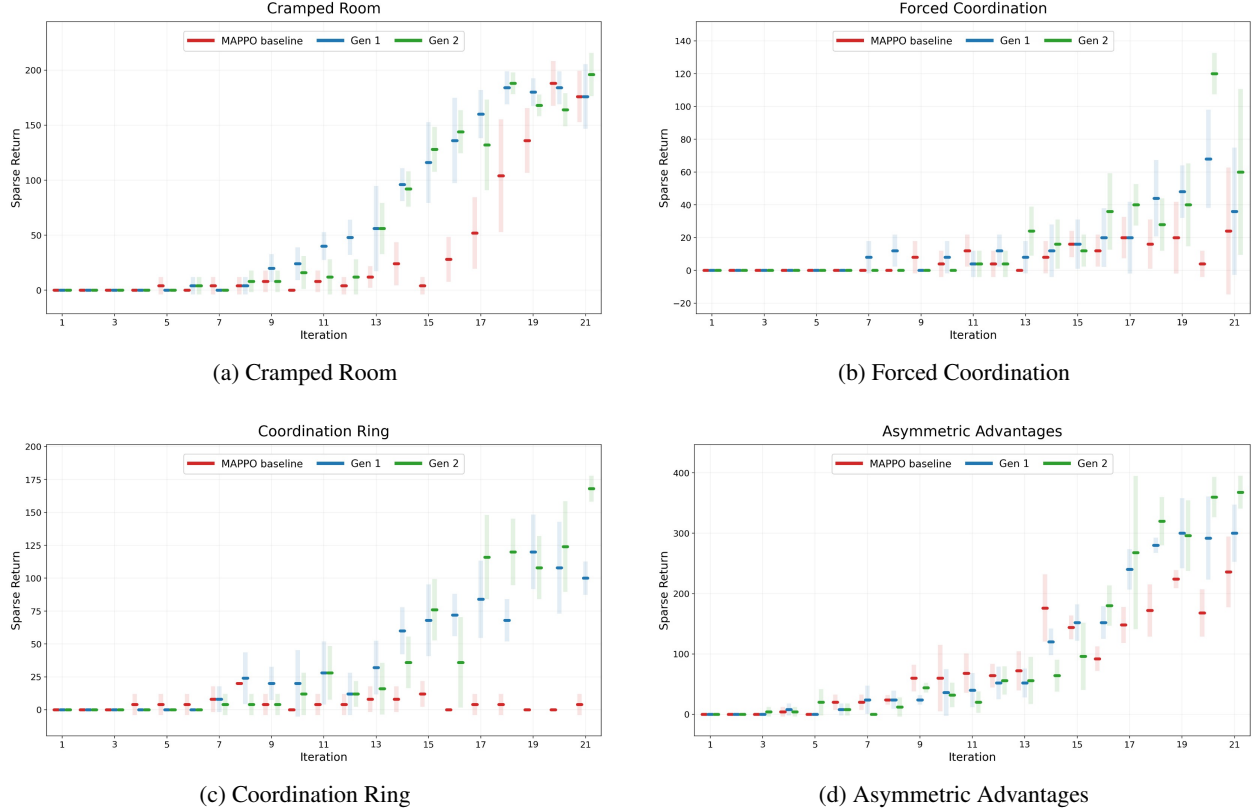 Cramped Room
MAPPO baseline Gen 1 Gen 2
200
150
100
50
0
Sparse Return
1 3 5 7 9 11 13 15 17 19 21
Iteration
(a) Cramped Room
Forced Coordination
MAPPO baseline Gen 1 Gen 2
140
120
100
80
60
40
20
0
−20
Sparse Return
1 3 5 7 9 11 13 15 17 19 21
Iteration
(b) Forced Coordination
Coordination Ring
MAPPO baseline Gen 1 Gen 2
200
175
150
125
100
75
50
25
0
Sparse Return
1 3 5 7 9 11 13 15 17 19 21
Iteration
(c) Coordination Ring
Asymmetric Advantages
MAPPO baseline Gen 1 Gen 2
400
300
200
100
0
Sparse Return
1 3 5 7 9 11 13 15 17 19 21
Iteration
(d) Asymmetric Advantages